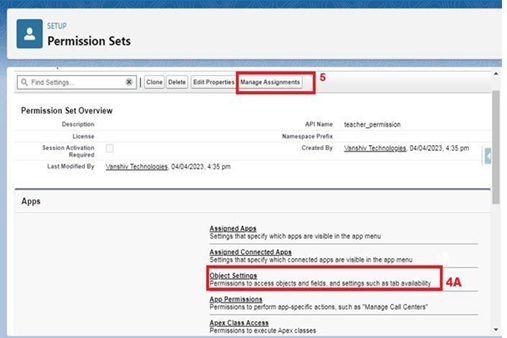 SETUP
Permission Sets
Find Settings...
Clone Delete Edit Properties Manage Assignments
5
Permission Set Overview
Description
API Name teacher_permission
License
Namespace Prefix
Session Activation Required
Created By Vanshiv Technologies, 04/04/2023, 4:35 pm
Last Modified By Vanshiv Technologies, 04/04/2023, 4:35 pm
Apps
Assigned Apps
Settings that specify which apps are visible in the app menu
Assigned Connected Apps
Settings that specify which connected apps are visible in the app menu
Object Settings
Permissions to access objects and fields, and settings such as tab availability
4A
App Permissions
Permissions to perform app-specific actions, such as "Manage Call Centers"
Apex Class Access
Permissions to execute Apex classes